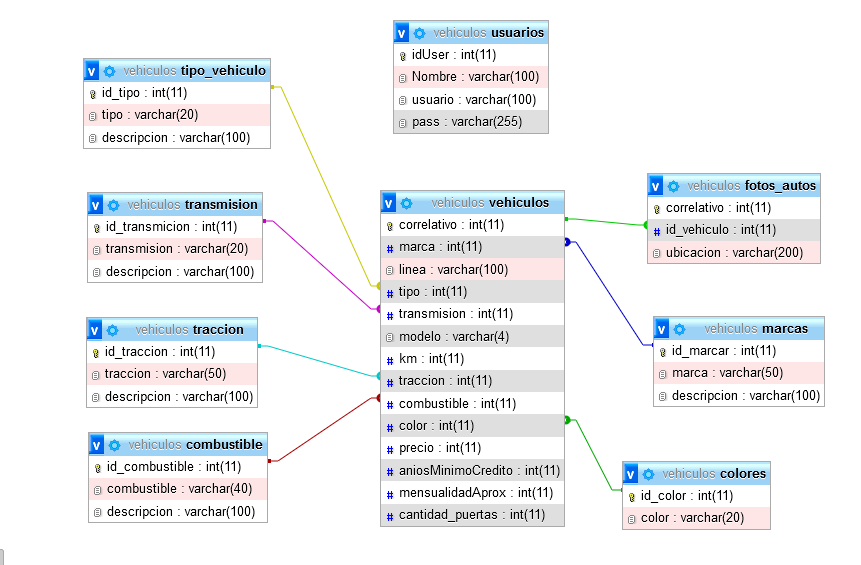 v vehiculos usuarios
idUser : int(11)
Nombre : varchar(100)
usuario : varchar(100)
pass : varchar(255)
v vehiculos tipo_vehiculo
id_tipo : int(11)
tipo : varchar(20)
descripcion : varchar(100)
v vehiculos transmision
id_transmicion : int(11)
transmision : varchar(20)
descripcion : varchar(100)
v vehiculos traccion
id_traccion : int(11)
traccion : varchar(50)
descripcion : varchar(100)
v vehiculos combustible
id_combustible : int(11)
combustible : varchar(40)
descripcion : varchar(100)
v vehiculos vehiculos
correlativo : int(11)
# marca : int(11)
linea : varchar(100)
# tipo : int(11)
# transmision : int(11)
modelo : varchar(4)
# km : int(11)
# traccion : int(11)
# combustible : int(11)
# color : int(11)
# precio : int(11)
# aniosMinimoCredito : int(11)
# mensualidadAprox : int(11)
# cantidad_puertas : int(11)
v vehiculos fotos_autos
correlativo : int(11)
# id_vehiculo : int(11)
ubicacion : varchar(200)
v vehiculos marcas
id_marcar : int(11)
marca : varchar(50)
descripcion : varchar(100)
v vehiculos colores
id_color : int(11)
color : varchar(20)